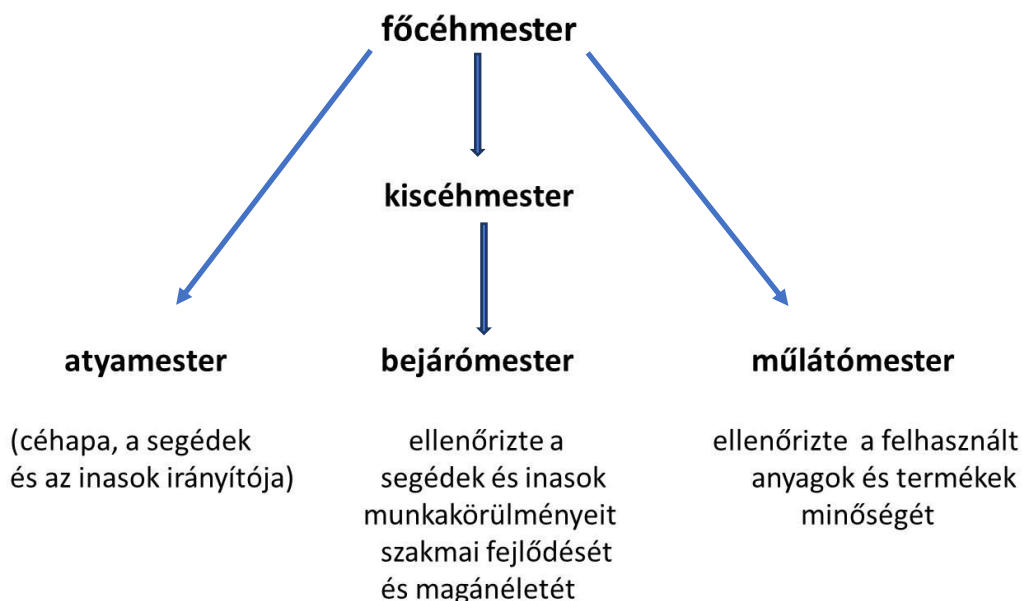 főcéhmester
kiscéhmester
atyamester
(céhapa, a segédek
és az inasok irányítója)
bejárómester
ellenőrizte a
segédek és inasok
munkakörülményeit
szakmai fejlődését
és magánéletét
műlátómester
ellenőrizte a felhasznált
anyagok és termékek
minőségét